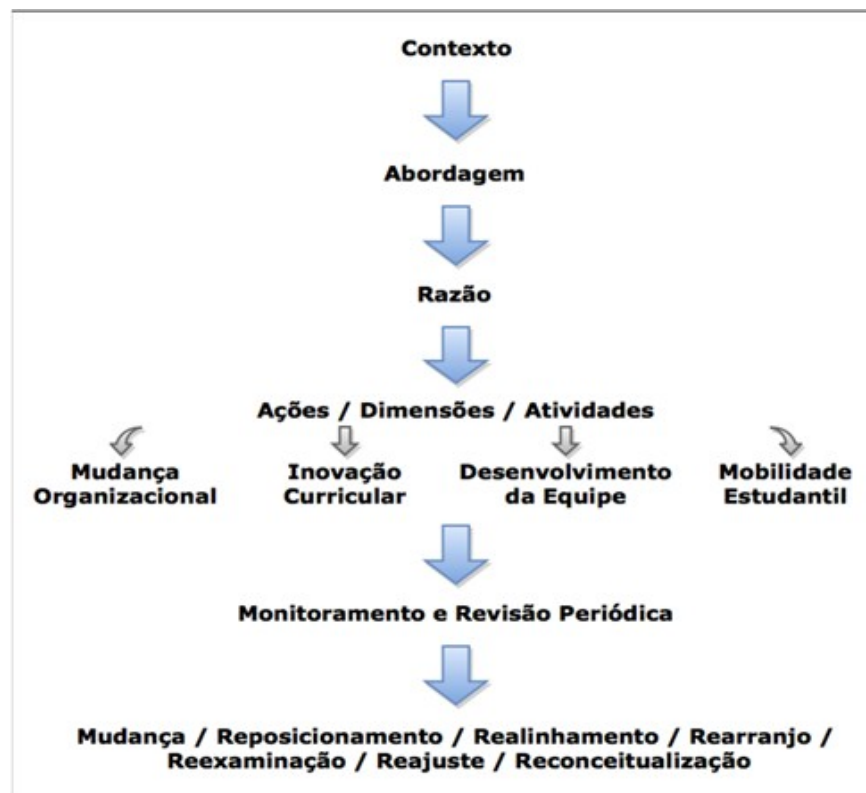 Contexto
Abordagem
Razão
Ações / Dimensões / Atividades
Mudança
Organizacional
Inovação
Curricular
Desenvolvimento
da Equipe
Mobilidade
Estudantil
Monitoramento e Revisão Periódica
Mudança / Reposicionamento / Realinhamento / Rearranjo /
Reexaminação / Reajuste / Reconceitualização